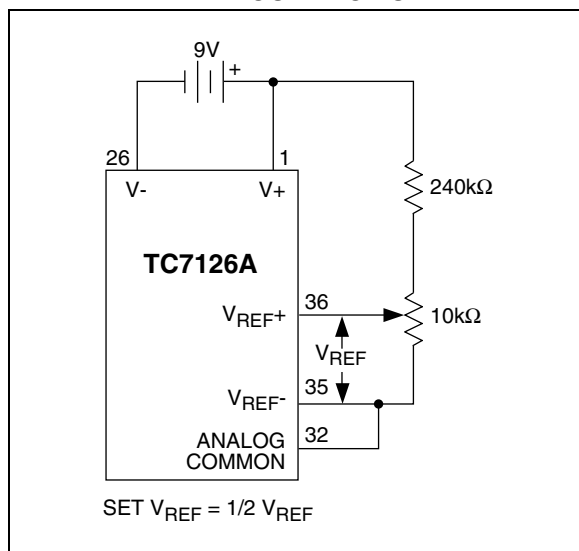 9V
+
26
1
V-
V+
240kΩ
TC7126A
36
VREF+
10kΩ
VREF
35
VREF-
32
ANALOG
COMMON
SET VREF = 1/2 VREF